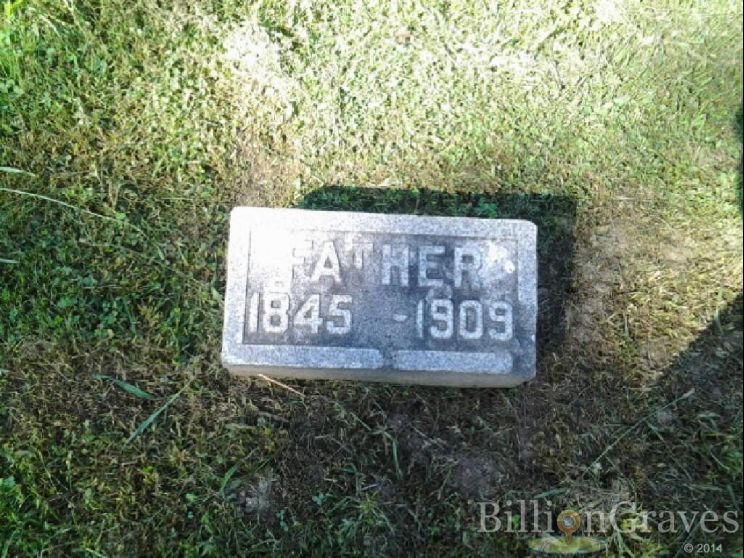 FATHER
1845 - 1909
BillionGraves
© 2014